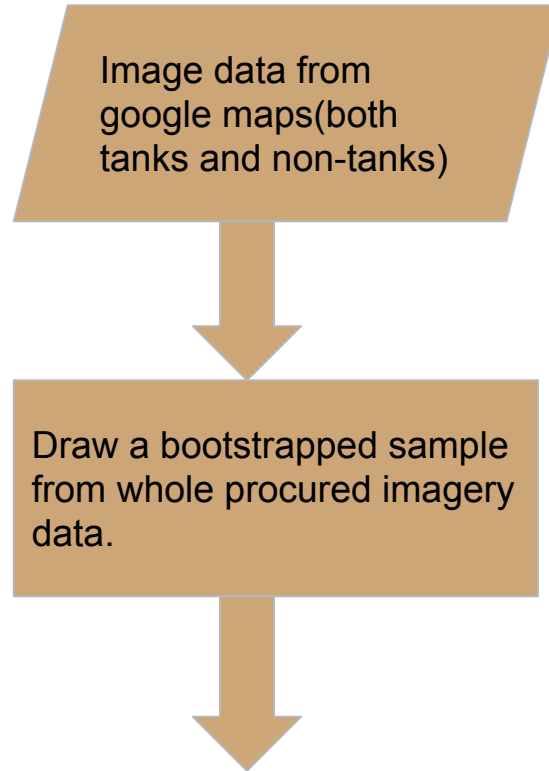 Image data from
google maps(both
tanks and non-tanks)
Draw a bootstrapped sample
from whole procured imagery
data.